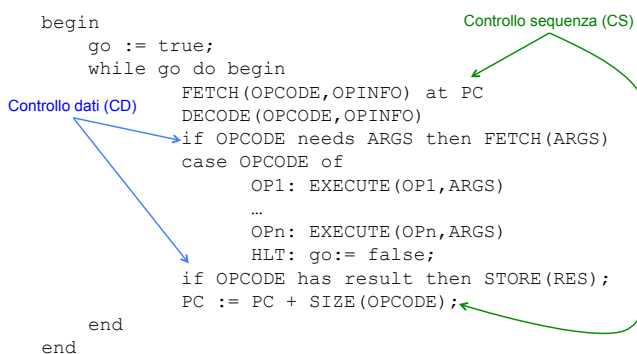 Controllo sequenza (CS)
begin
go := true;
while go do begin
FETCH(OPCODE,OPINFO) at PC
Controllo dati (CD)
DECODE(OPCODE,OPINFO)
if OPCODE needs ARGS then FETCH(ARGS)
case OPCODE of
OP1: EXECUTE(OP1,ARGS)
…
OPn: EXECUTE(OPn,ARGS)
HLT: go:= false;
if OPCODE has result then STORE(RES);
PC := PC + SIZE(OPCODE);
end
end